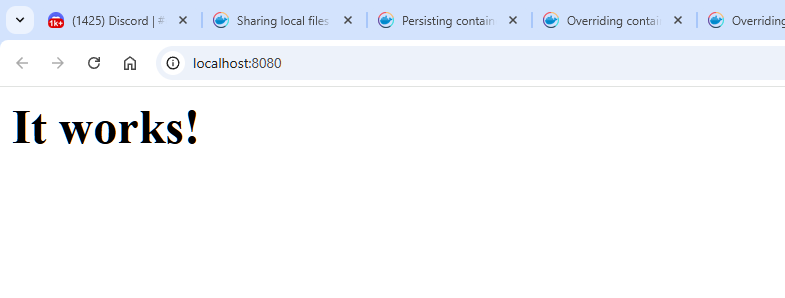 (1425) Discord | # Sharing local files Persisting contain Overriding contai Overriding
localhost:8080
It works!